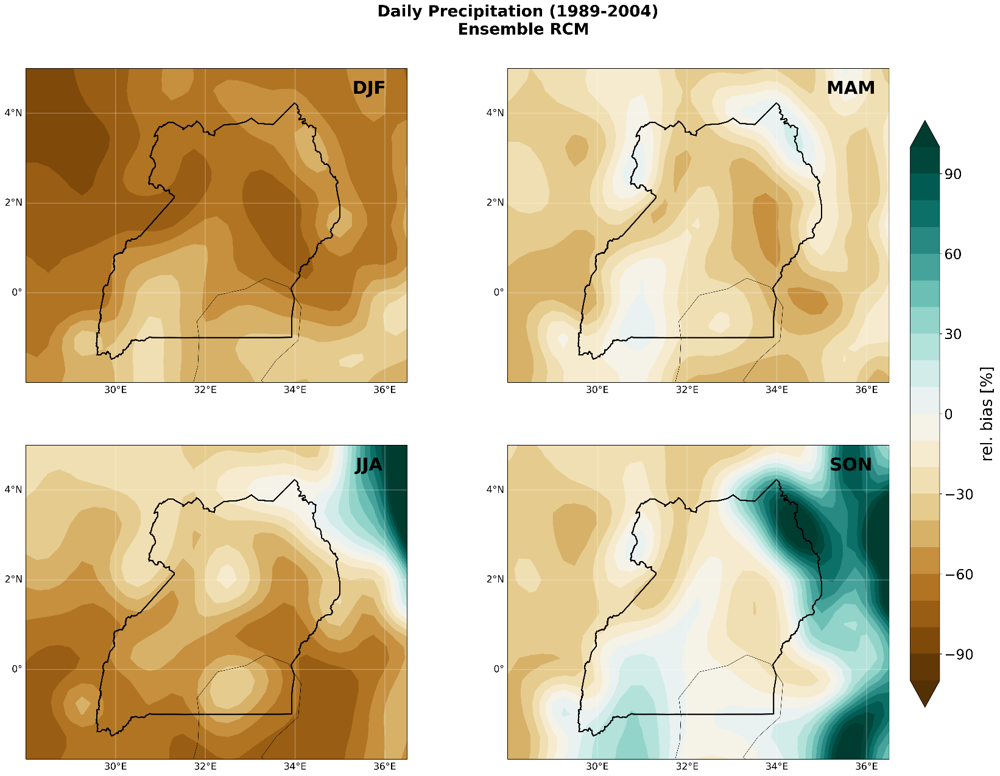 Daily Precipitation (1989-2004)
Ensemble RCM
DJF
4°N
2°N
0°
30°E 32°E 34°E 36°E
MAM
4°N
2°N
0°
30°E 32°E 34°E 36°E
JJA
4°N
2°N
0°
30°E 32°E 34°E 36°E
SON
4°N
2°N
0°
30°E 32°E 34°E 36°E
90
60
30
0
−30
−60
−90
rel. bias [%]